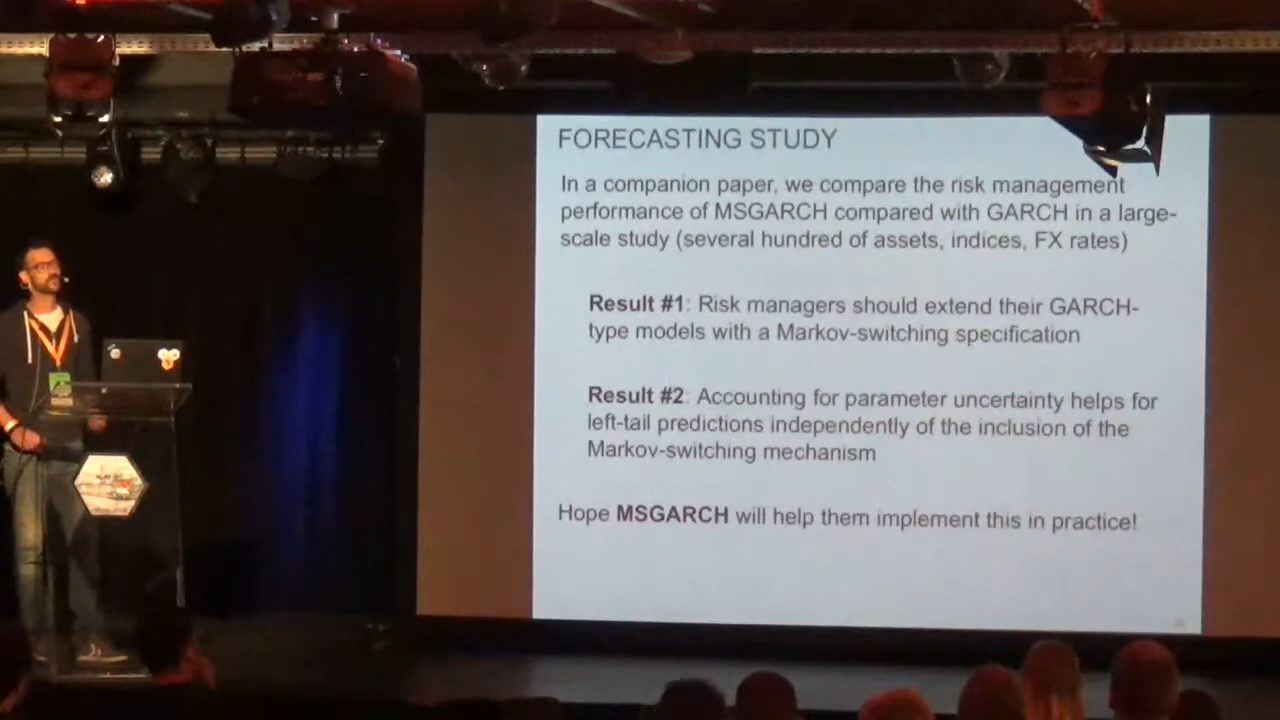 FORECASTING STUDY
In a companion paper, we compare the risk management
performance of MSGARCH compared with GARCH in a large-
scale study (several hundred of assets, indices, FX rates)
Result #1: Risk managers should extend their GARCH-
type models with a Markov-switching specification
Result #2: Accounting for parameter uncertainty helps for
left-tail predictions independently of the inclusion of the
Markov-switching mechanism
Hope MSGARCH will help them implement this in practice!